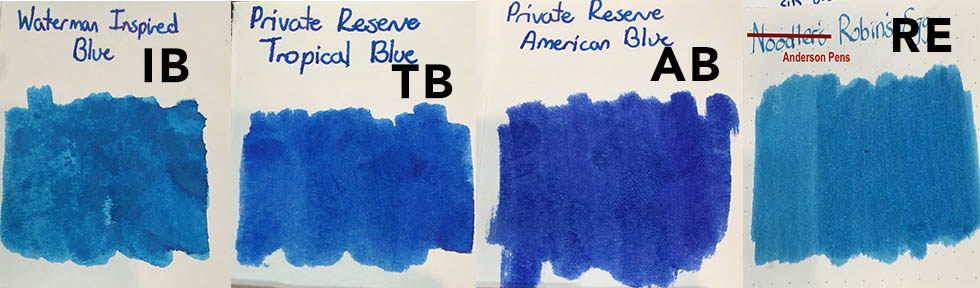 Waterman Inspired
Blue
IB
Private Reserve
Tropical Blue
TB
Private Reserve
American Blue
AB
Noodler's Robin's Egg
RE
Anderson Pens